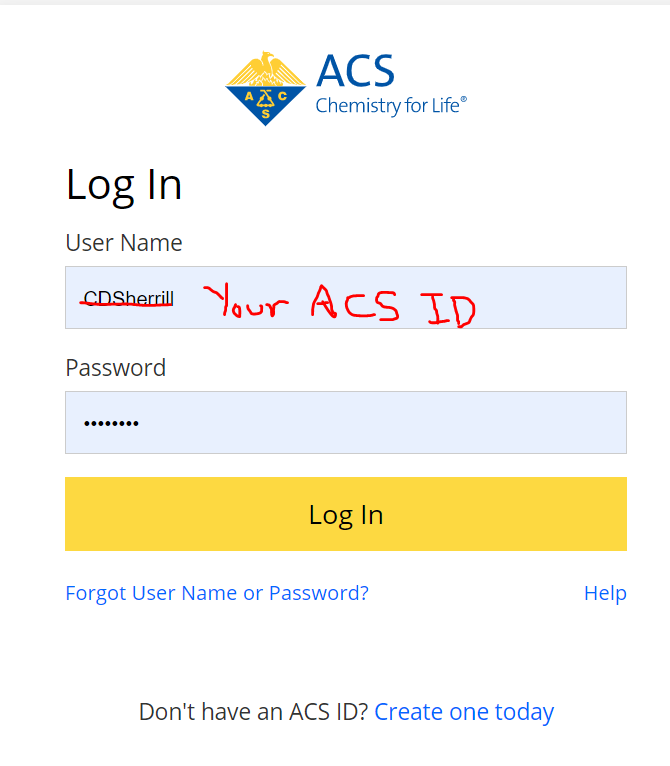 ACS
Chemistry for Life®
A C S
Log In
User Name
CDSherrill Your ACS ID
Password
••••••••
Log In
Forgot User Name or Password? Help
Don't have an ACS ID? Create one today